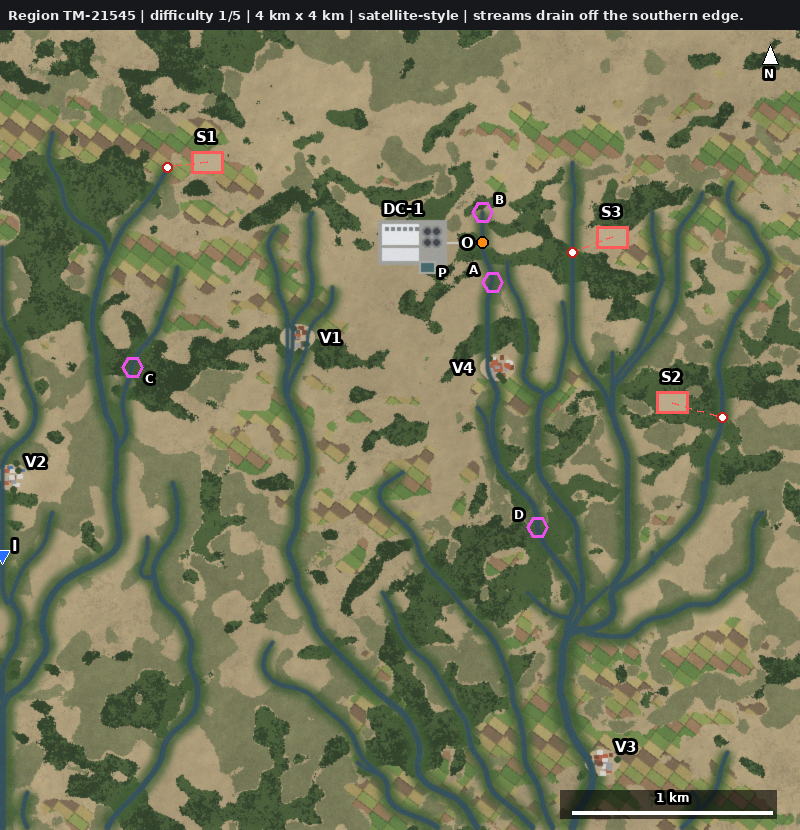 Region TM-21545 | difficulty 1/5 | 4 km x 4 km | satellite-style | streams drain off the southern edge.
N
S1
B
DC-1
S3
O
A
P
V1
V4
C
S2
V2
D
I
V3
1 km